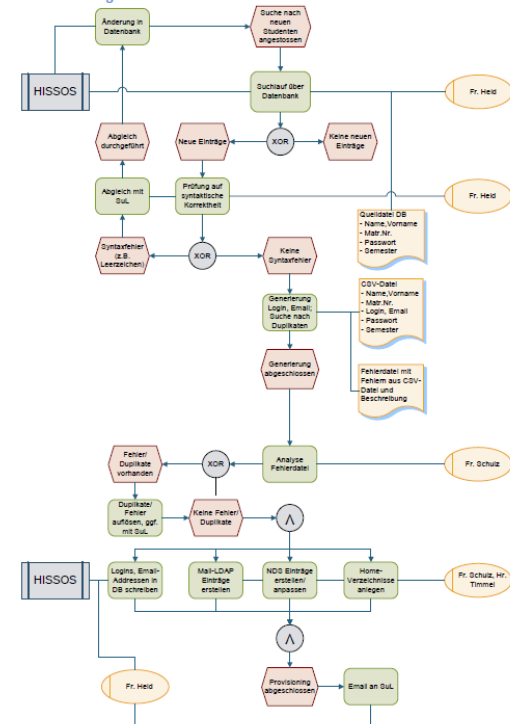 Änderung in
Datenbank
Suche nach
neuen
Studenten
angestossen
HISSOS
Suchlauf über
Datenbank
Fr. Heid
Abgleich
durchgeführt
Neue Einträge
XOR
Keine neuen
Einträge
Abgleich mit
SuL
Prüfung auf
syntaktische
Korrektheit
Fr. Heid
Quelldatei DB
- Name,Vorname
- Matr.Nr.
- Passwort
- Semester
Syntaxfehler
(z.B.
Leerzeichen)
XOR
Keine
Syntaxfehler
CSV-Datei
- Name,Vorname
- Matr.Nr.
- Login, Email
- Passwort
- Semester
Generierung
Login, Email;
Suche nach
Duplikaten
Generierung
abgeschlossen
Fehlerdatei mit
Fehlern aus CSV-
Datei und
Beschreibung
Fehler/
Duplikate
vorhanden
XOR
Analyse
Fehlerdatei
Fr. Schulz
Duplikate/
Fehler
auflösen, ggf.
mit SuL
Keine Fehler/
Duplikate
Λ
HISSOS
Logins, Email-
Addressen in
DB schreiben
Mail-LDAP
Einträge
erstellen
NDS Einträge
erstellen/
anpassen
Home-
Verzeichnisse
anlegen
Fr. Schulz, Hr.
Timmel
Λ
Fr. Heid
Provisioning
abgeschlossen
Email an SuL